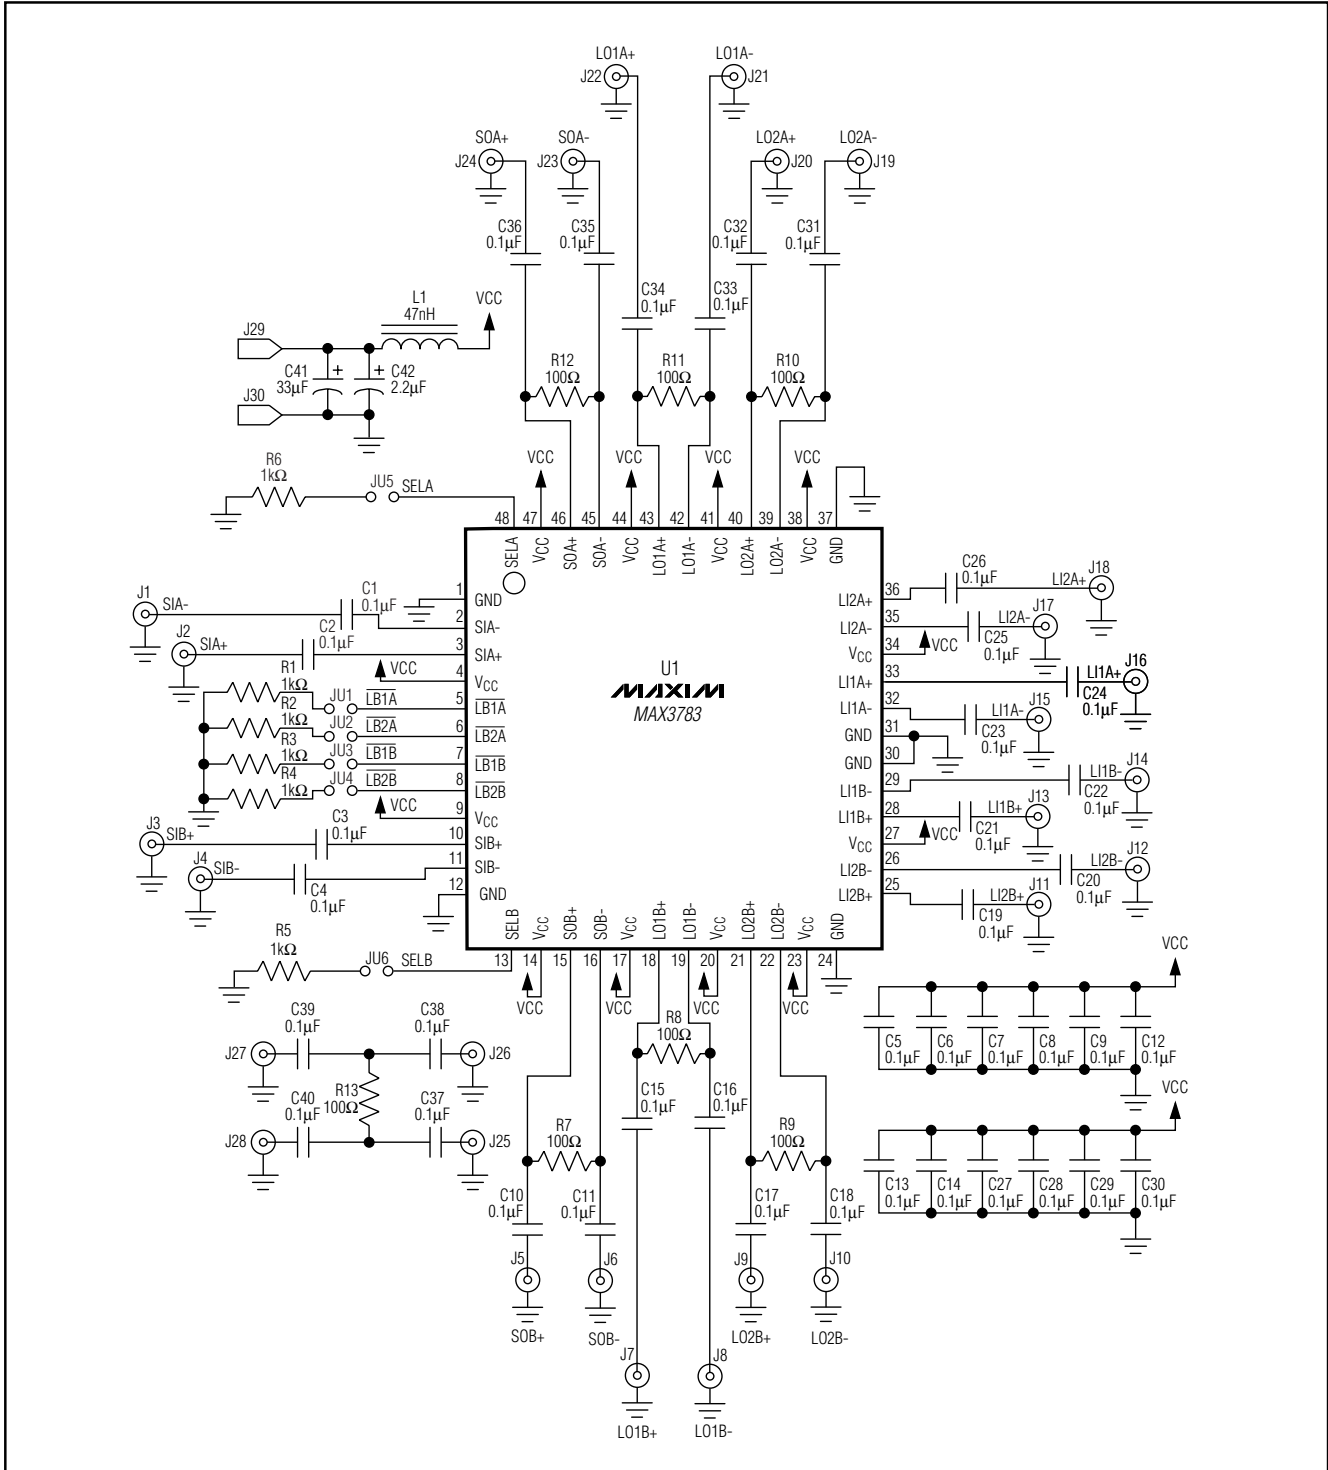 LO1A+ LO1A-
J22 J21
SOA+ SOA- LO2A+ LO2A-
J24 J23 J20 J19
C36 0.1µF
C35 0.1µF
C32 0.1µF
C31 0.1µF
C34 0.1µF
C33 0.1µF
L1 47nH
VCC
J29
C41 33µF +
+ C42 2.2µF
J30
R12 100Ω
R11 100Ω
R10 100Ω
R6 1kΩ
JU5 SELA
VCC VCC VCC VCC
48 47 46 45 44 43 42 41 40 39 38 37
SELA VCC SOA+ SOA- VCC LO1A+ LO1A- VCC LO2A+ LO2A- VCC GND
J1 SIA- C1 0.1µF
J2 SIA+ C2 0.1µF
VCC
R1 1kΩ JU1 LB1A
R2 1kΩ JU2 LB2A
R3 1kΩ JU3 LB1B
R4 1kΩ JU4 LB2B
VCC
J3 SIB+ C3 0.1µF
J4 SIB- C4 0.1µF
1 GND
2 SIA-
3 SIA+
4 VCC
5 LB1A
6 LB2A
7 LB1B
8 LB2B
9 VCC
10 SIB+
11 SIB-
12 GND
U1
MAXIM
MAX3783
LI2A+ 36
LI2A- 35
VCC 34
LI1A+ 33
LI1A- 32
GND 31
GND 30
LI1B- 29
LI1B+ 28
VCC 27
LI2B- 26
LI2B+ 25
C26 0.1µF LI2A+ J18
C25 0.1µF LI2A- J17
VCC
C24 0.1µF LI1A+ J16
C23 0.1µF LI1A- J15
C22 0.1µF LI1B- J14
C21 0.1µF LI1B+ J13
VCC
C20 0.1µF LI2B- J12
C19 0.1µF LI2B+ J11
SELB VCC SOB+ SOB- VCC LO1B+ LO1B- VCC LO2B+ LO2B- VCC GND
13 14 15 16 17 18 19 20 21 22 23 24
R5 1kΩ
JU6 SELB
VCC VCC VCC VCC
R8 100Ω
C39 0.1µF
C38 0.1µF
J27 J26
R13 100Ω
C40 0.1µF
C37 0.1µF
J28 J25
C15 0.1µF
C16 0.1µF
R7 100Ω
R9 100Ω
C10 0.1µF
C11 0.1µF
C17 0.1µF
C18 0.1µF
J5 J6 J9 J10
SOB+ SOB- LO2B+ LO2B-
J7 J8
LO1B+ LO1B-
VCC
C5 C6 C7 C8 C9 C12
0.1µF 0.1µF 0.1µF 0.1µF 0.1µF 0.1µF
VCC
C13 C14 C27 C28 C29 C30
0.1µF 0.1µF 0.1µF 0.1µF 0.1µF 0.1µF